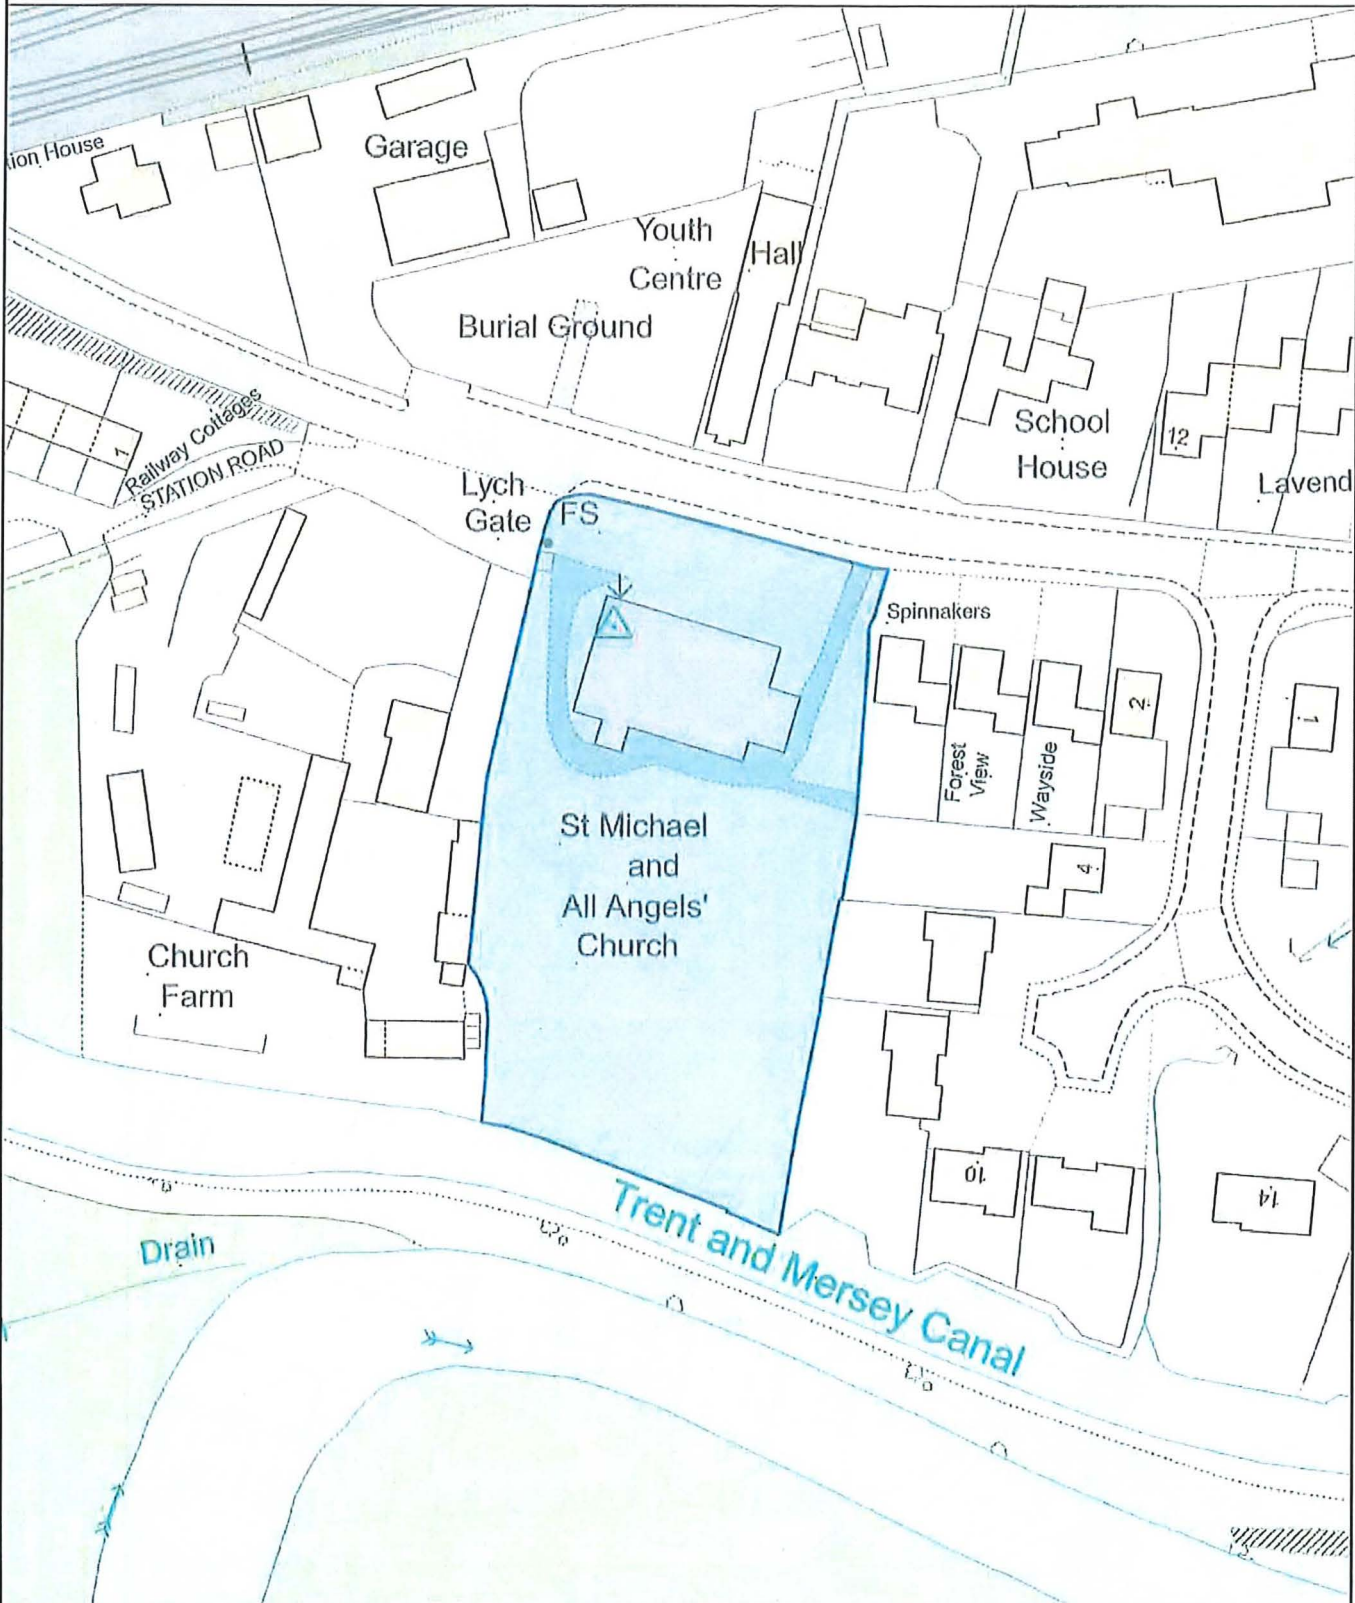 tion House
Garage
Youth
Centre
Hall
Burial Ground
Railway Cottages
1
STATION ROAD
Lych
Gate
FS
School
House
12
Lavend
Spinnakers
Forest
View
Wayside
2
1
4
St Michael
and
All Angels'
Church
Church
Farm
10
14
Trent and Mersey Canal
Drain